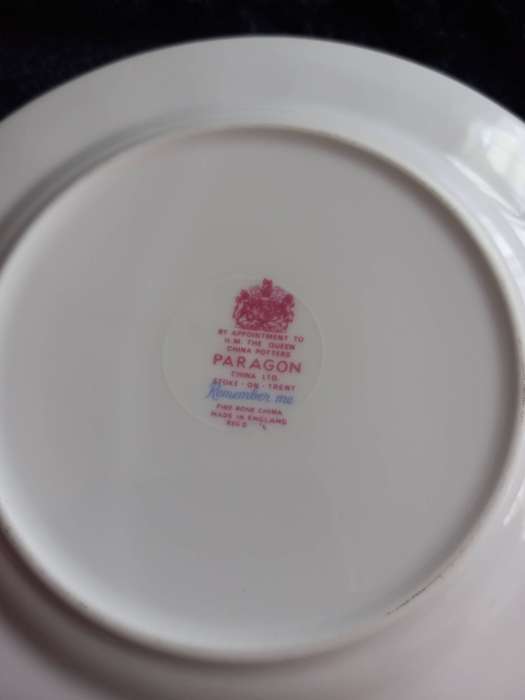 BY APPOINTMENT TO
H.M. THE QUEEN
CHINA POTTERS
PARAGON
CHINA LTD.
STOKE-ON-TRENT
Remember me
FINE BONE CHINA
MADE IN ENGLAND
REG'D